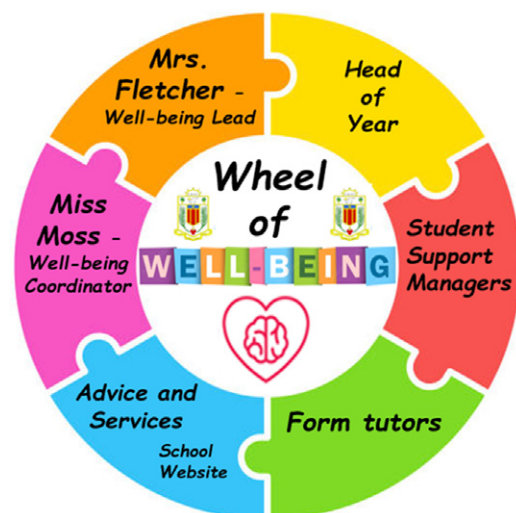 Wheel
of
WELL-BEING
Mrs.
Fletcher -
Well-being Lead
Head
of
Year
Student
Support
Managers
Form tutors
Advice and
Services
School
Website
Miss
Moss -
Well-being
Coordinator